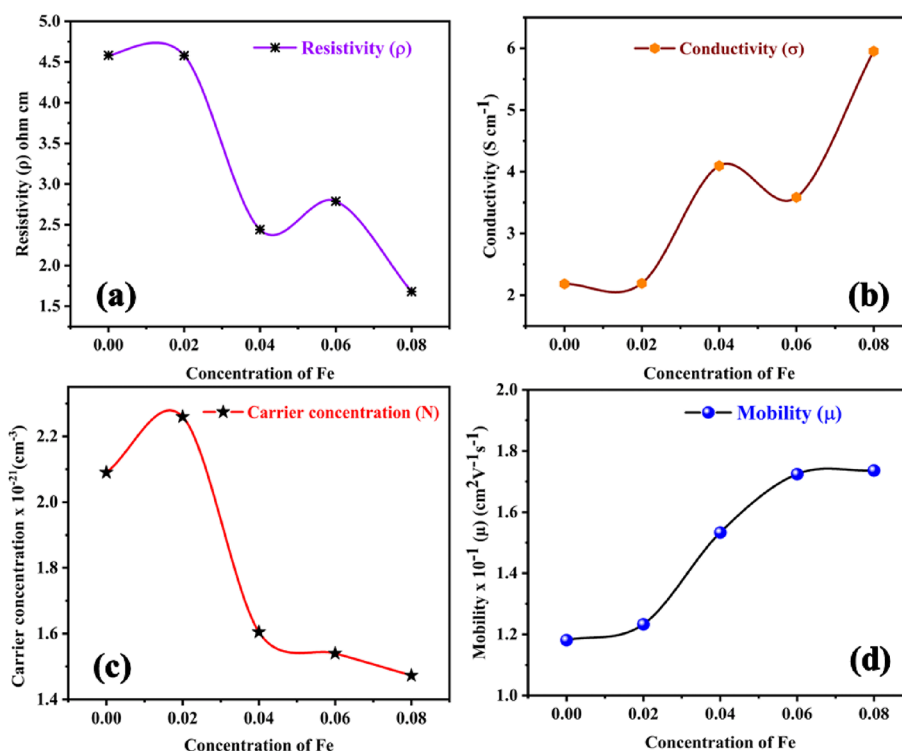 5.0
4.5
4.0
3.5
3.0
2.5
2.0
1.5
Resistivity (ρ) ohm cm
Resistivity (ρ)
(a)
0.00 0.02 0.04 0.06 0.08
Concentration of Fe
6
5
4
3
2
Conductivity (S cm⁻¹)
Conductivity (σ)
(b)
0.00 0.02 0.04 0.06 0.08
Concentration of Fe
2.2
2.0
1.8
1.6
1.4
Carrier concentration x 10⁻²¹(cm⁻³)
Carrier concentration (N)
(c)
0.00 0.02 0.04 0.06 0.08
Concentration of Fe
2.0
1.8
1.6
1.4
1.2
1.0
Mobility x 10⁻¹ (μ) (cm²V⁻¹s⁻¹)
Mobility (μ)
(d)
0.00 0.02 0.04 0.06 0.08
Concentration of Fe